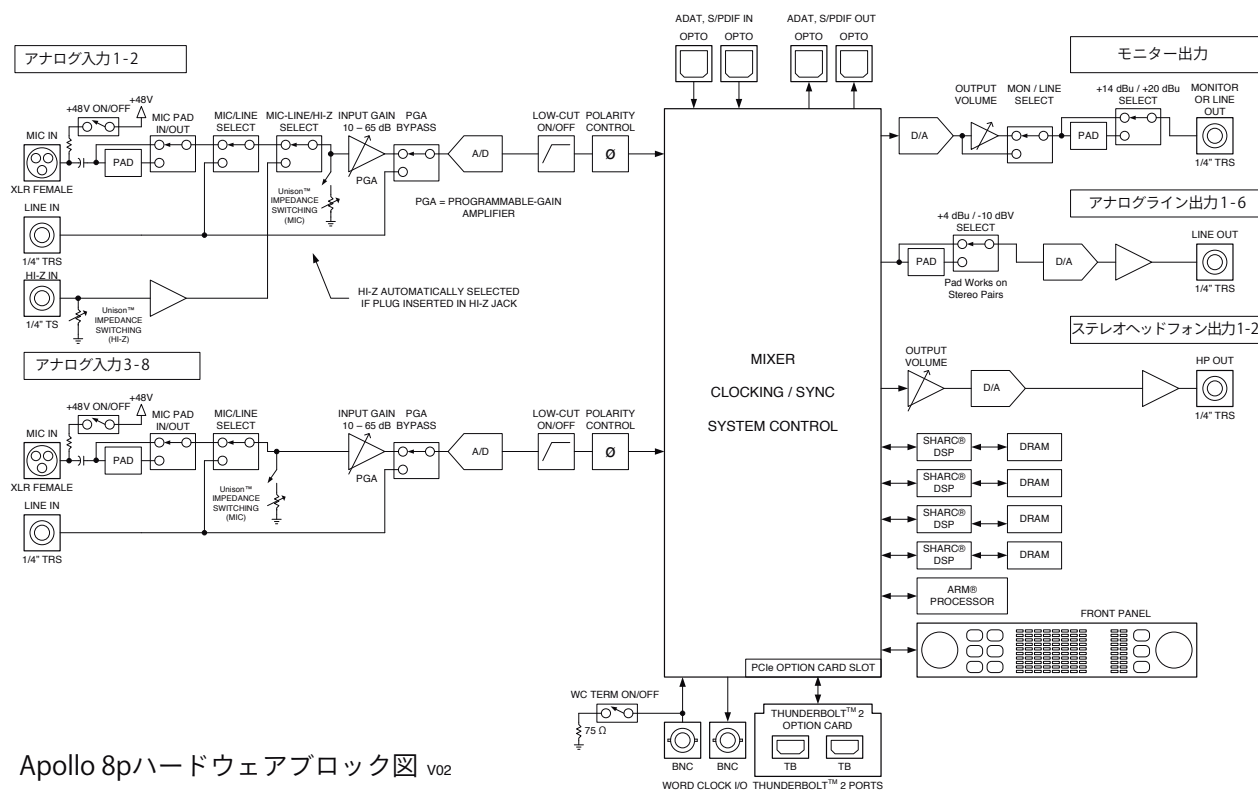 ADAT, S/PDIF IN
ADAT, S/PDIF OUT
OPTO
OPTO
OPTO
OPTO
アナログ入力1-2
+48V ON/OFF
+48V
MIC IN
XLR FEMALE
PAD
MIC PAD
IN/OUT
MIC/LINE
SELECT
MIC-LINE/HI-Z
SELECT
INPUT GAIN
10 – 65 dB
PGA
PGA
BYPASS
A/D
LOW-CUT
ON/OFF
POLARITY
CONTROL
Ø
Unison™
IMPEDANCE
SWITCHING
(MIC)
PGA = PROGRAMMABLE-GAIN
AMPLIFIER
LINE IN
1/4" TRS
HI-Z IN
1/4" TS
Unison™
IMPEDANCE
SWITCHING
(HI-Z)
HI-Z AUTOMATICALLY SELECTED
IF PLUG INSERTED IN HI-Z JACK
アナログ入力3-8
+48V ON/OFF
+48V
MIC IN
XLR FEMALE
PAD
MIC PAD
IN/OUT
MIC/LINE
SELECT
INPUT GAIN
10 – 65 dB
PGA
PGA
BYPASS
A/D
LOW-CUT
ON/OFF
POLARITY
CONTROL
Ø
Unison™
IMPEDANCE
SWITCHING
(MIC)
LINE IN
1/4" TRS
MIXER
CLOCKING / SYNC
SYSTEM CONTROL
モニター出力
D/A
OUTPUT
VOLUME
MON / LINE
SELECT
PAD
+14 dBu / +20 dBu
SELECT
MONITOR
OR LINE
OUT
1/4" TRS
アナログライン出力1-6
PAD
+4 dBu / -10 dBV
SELECT
Pad Works on
Stereo Pairs
D/A
LINE OUT
1/4" TRS
ステレオヘッドフォン出力1-2
OUTPUT
VOLUME
D/A
HP OUT
1/4" TRS
SHARC®
DSP
DRAM
SHARC®
DSP
DRAM
SHARC®
DSP
DRAM
SHARC®
DSP
DRAM
ARM®
PROCESSOR
FRONT PANEL
PCIe OPTION CARD SLOT
WC TERM ON/OFF
75 Ω
BNC
BNC
WORD CLOCK I/O
THUNDERBOLT™ 2
OPTION CARD
TB
TB
THUNDERBOLT™ 2 PORTS
Apollo 8pハードウェアブロック図 V02